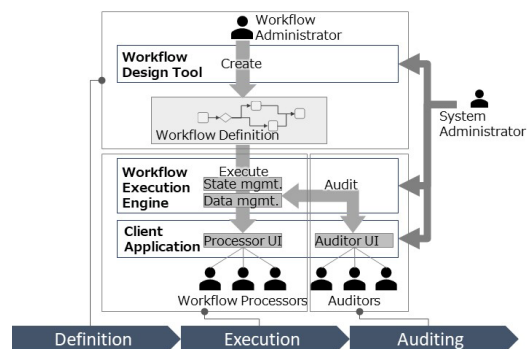 Workflow
Administrator
Workflow
Design Tool
Create
Workflow Definition
System
Administrator
Workflow
Execution
Engine
Execute
State mgmt.
Data mgmt.
Audit
Client
Application
Processor UI
Auditor UI
Workflow Processors
Auditors
Definition
Execution
Auditing